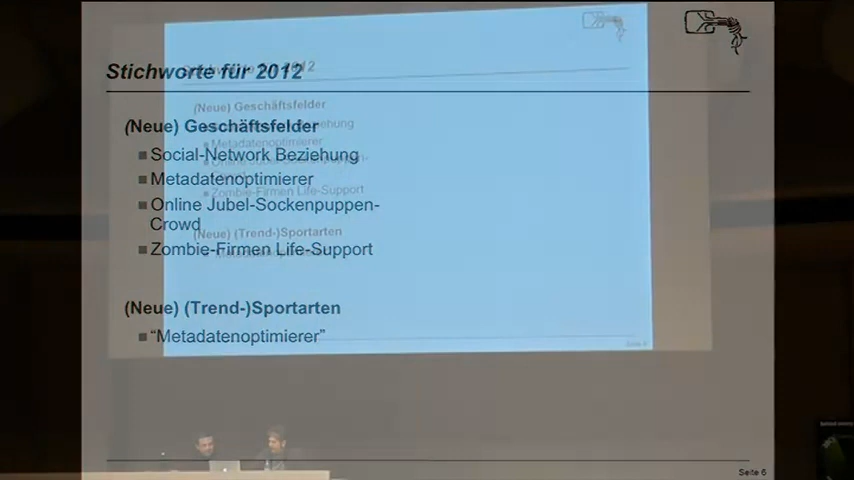 Stichworte für 2012
(Neue) Geschäftsfelder
Social-Network Beziehung
Metadatenoptimierer
Online Jubel-Sockenpuppen-
Crowd
Zombie-Firmen Life-Support
(Neue) (Trend-)Sportarten
“Metadatenoptimierer”
Seite 6